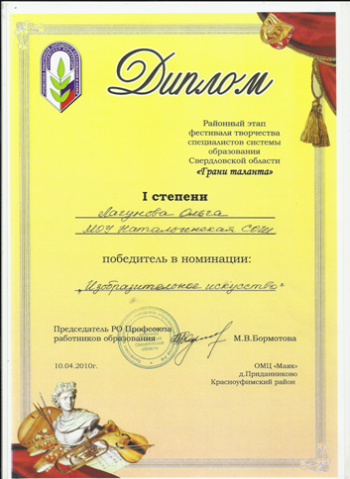 Диплом
Районный этап
фестиваля творчества
специалистов системы
образования
Свердловской области
«Грани таланта»
I степени
Лагунова Ольга
МОУ Натальинская СОШ
победитель в номинации:
„Изобразительное искусство"
Председатель РО Профсоюза
работников образования
М.В.Бормотова
10.04.2010г.
ОМЦ «Маяк»
д.Приданниково
Красноуфимский район